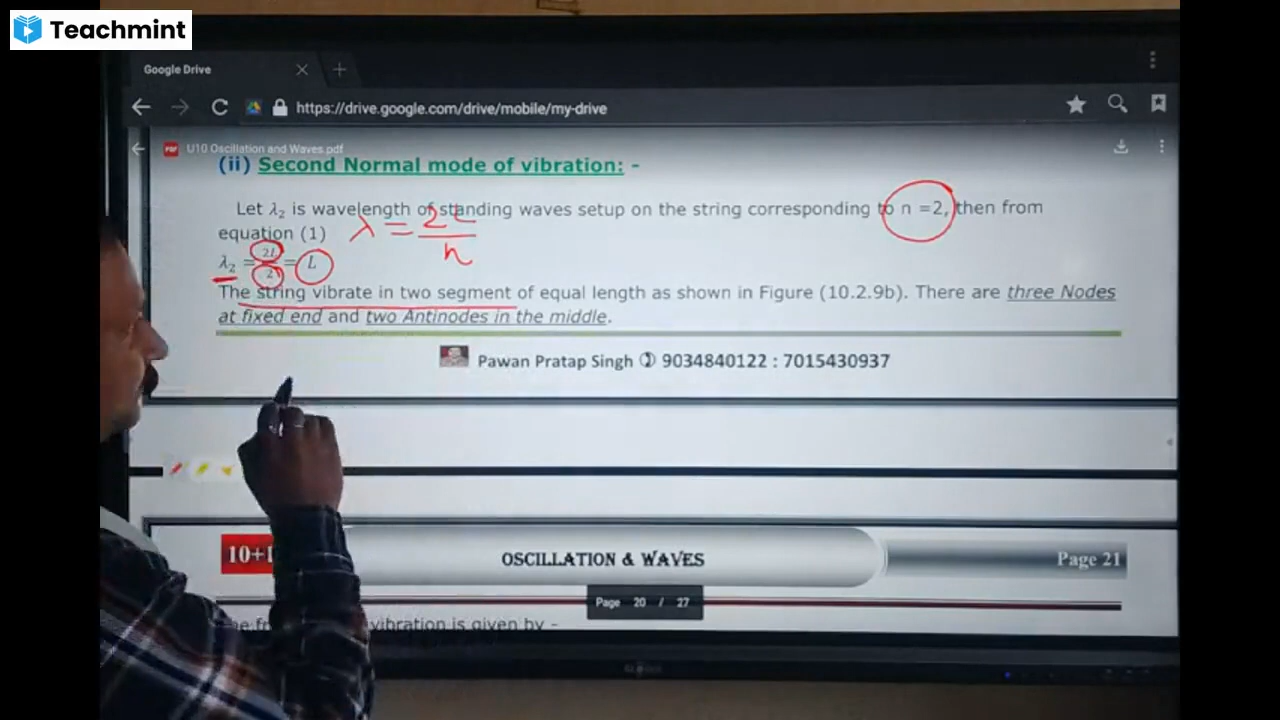 Teachmint
Google Drive
https://drive.google.com/drive/mobile/my-drive
U10 Oscillation and Waves.pdf
(ii) Second Normal mode of vibration: -
Let λ₂ is wavelength of standing waves setup on the string corresponding to n =2, then from
equation (1)
λ = 2L / n
λ₂ = 2L / 2 = L
The string vibrate in two segment of equal length as shown in Figure (10.2.9b). There are three Nodes
at fixed end and two Antinodes in the middle.
Pawan Pratap Singh ✆ 9034840122 : 7015430937
10+1
OSCILLATION & WAVES
Page 21
Page 20 / 27
vibration is given by -